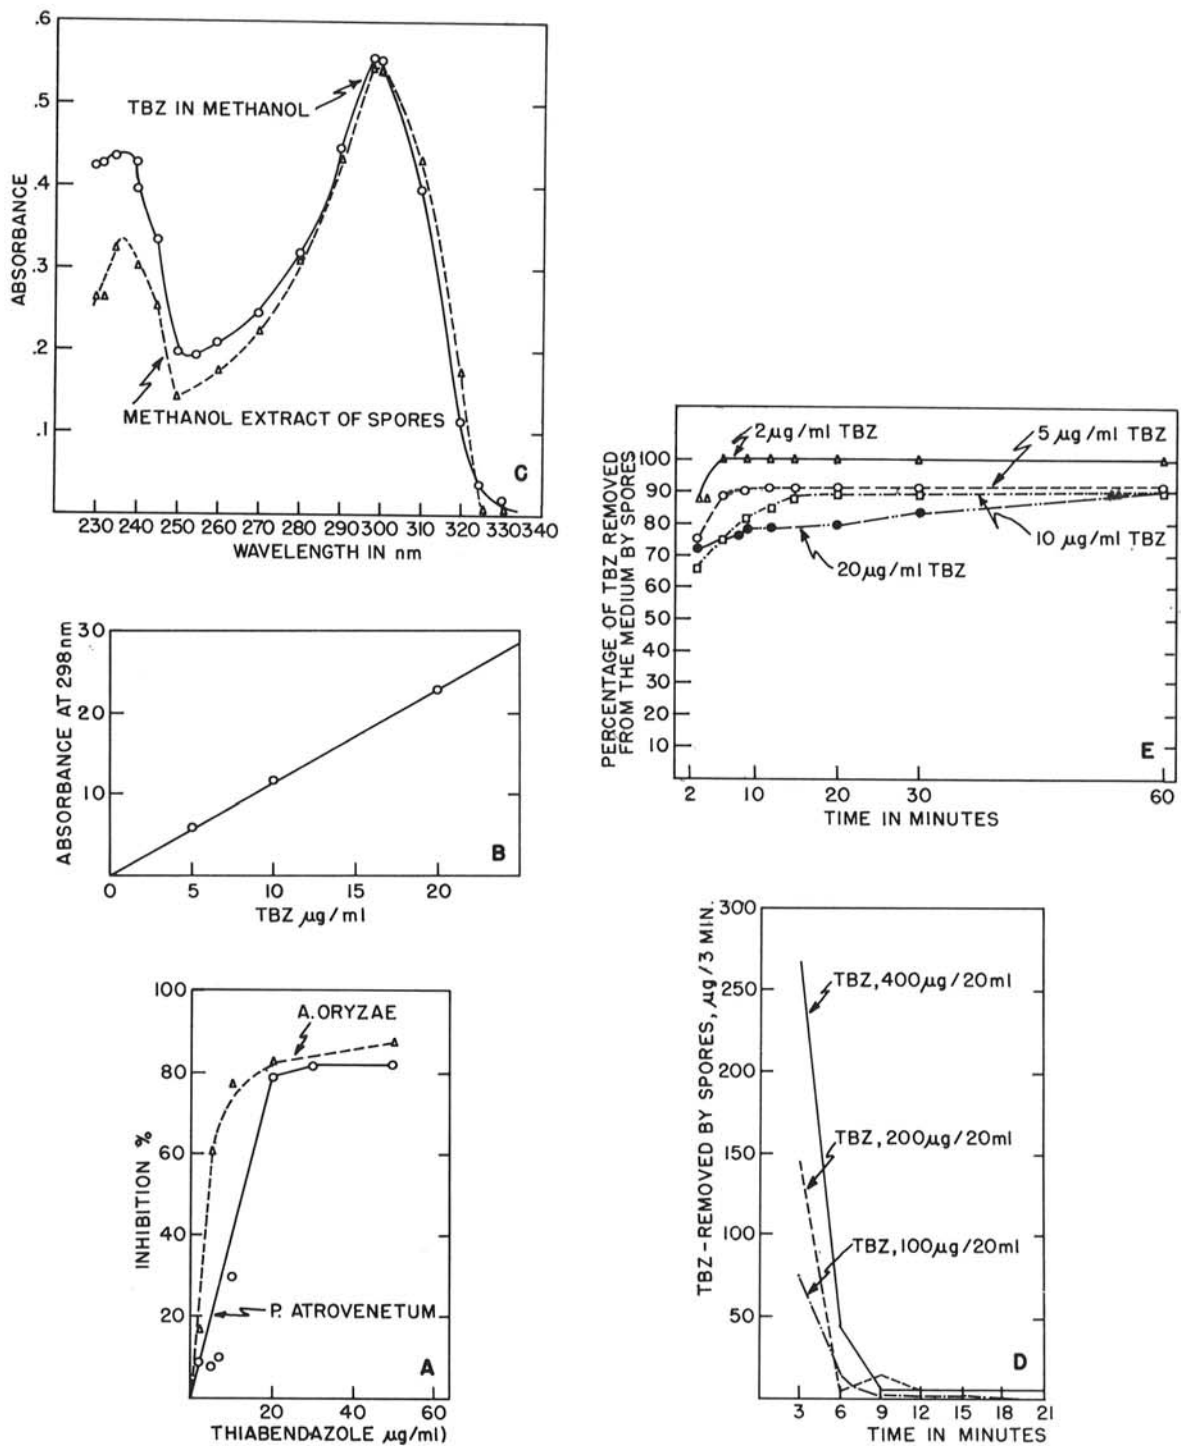 .6
.5
.4
.3
.2
.1
ABSORBANCE
TBZ IN METHANOL
METHANOL EXTRACT OF SPORES
C
230 240 250 260 270 280 290 300 310 320 330 340
WAVELENGTH IN nm
30
20
10
ABSORBANCE AT 298nm
B
0 5 10 15 20
TBZ µg/ml
100
80
60
40
20
INHIBITION %
A.ORYZAE
P. ATROVENETUM
A
20 40 60
THIABENDAZOLE µg/ml)
PERCENTAGE OF TBZ REMOVED
FROM THE MEDIUM BY SPORES
100
90
80
70
60
50
40
30
20
10
2µg/ml TBZ
5 µg/ml TBZ
10 µg/ml TBZ
20µg/ml TBZ
E
2 10 20 30 60
TIME IN MINUTES
TBZ-REMOVED BY SPORES, µg/3 MIN.
300
250
200
150
100
50
TBZ,400µg/20ml
TBZ,200µg/20ml
TBZ,100µg/20ml
D
3 6 9 12 15 18 21
TIME IN MINUTES